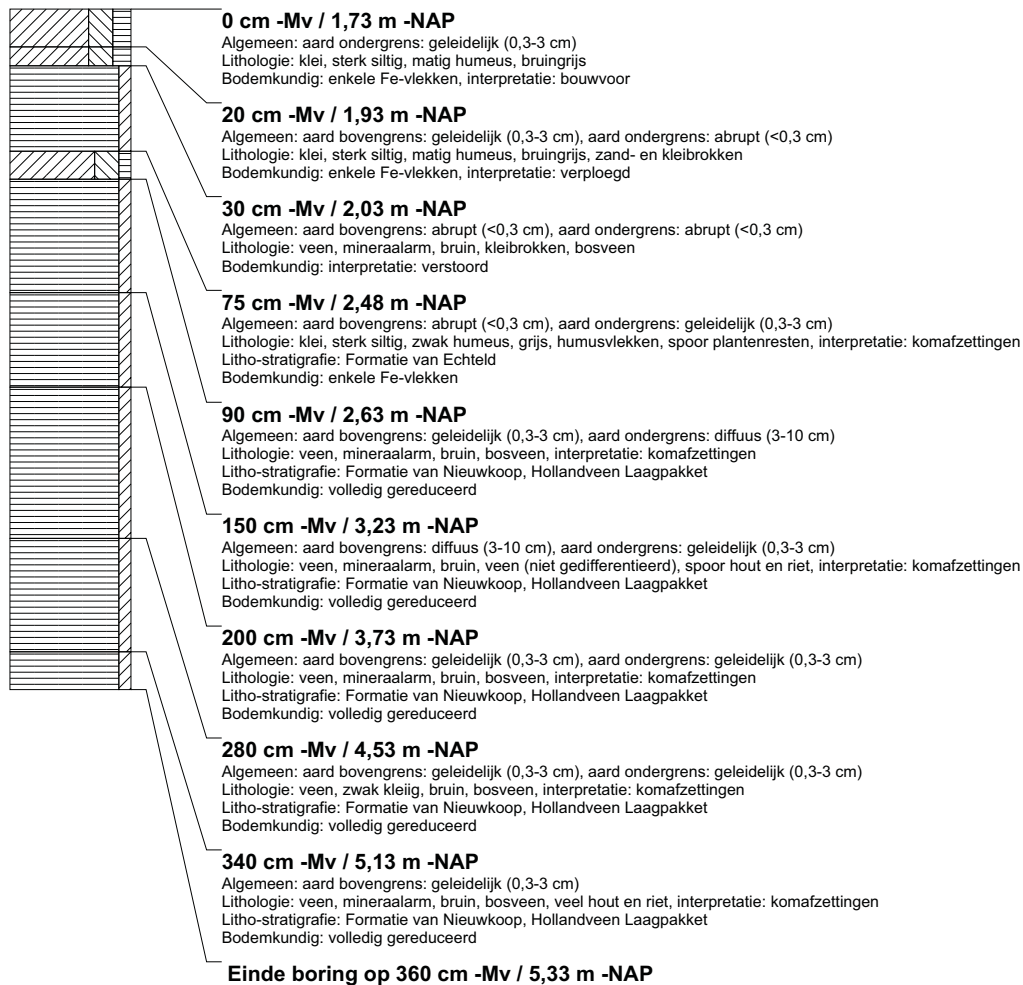 0 cm -Mv / 1,73 m -NAP
Algemeen: aard ondergrens: geleidelijk (0,3-3 cm)
Lithologie: klei, sterk siltig, matig humeus, bruingrijs
Bodemkundig: enkele Fe-vlekken, interpretatie: bouwvoor
20 cm -Mv / 1,93 m -NAP
Algemeen: aard bovengrens: geleidelijk (0,3-3 cm), aard ondergrens: abrupt (<0,3 cm)
Lithologie: klei, sterk siltig, matig humeus, bruingrijs, zand- en kleibrokken
Bodemkundig: enkele Fe-vlekken, interpretatie: verploegd
30 cm -Mv / 2,03 m -NAP
Algemeen: aard bovengrens: abrupt (<0,3 cm), aard ondergrens: abrupt (<0,3 cm)
Lithologie: veen, mineraalarm, bruin, kleibrokken, bosveen
Bodemkundig: interpretatie: verstoord
75 cm -Mv / 2,48 m -NAP
Algemeen: aard bovengrens: abrupt (<0,3 cm), aard ondergrens: geleidelijk (0,3-3 cm)
Lithologie: klei, sterk siltig, zwak humeus, grijs, humusvlekken, spoor plantenresten, interpretatie: komafzettingen
Litho-stratigrafie: Formatie van Echteld
Bodemkundig: enkele Fe-vlekken
90 cm -Mv / 2,63 m -NAP
Algemeen: aard bovengrens: geleidelijk (0,3-3 cm), aard ondergrens: diffuus (3-10 cm)
Lithologie: veen, mineraalarm, bruin, bosveen, interpretatie: komafzettingen
Litho-stratigrafie: Formatie van Nieuwkoop, Hollandveen Laagpakket
Bodemkundig: volledig gereduceerd
150 cm -Mv / 3,23 m -NAP
Algemeen: aard bovengrens: diffuus (3-10 cm), aard ondergrens: geleidelijk (0,3-3 cm)
Lithologie: veen, mineraalarm, bruin, veen (niet gedifferentieerd), spoor hout en riet, interpretatie: komafzettingen
Litho-stratigrafie: Formatie van Nieuwkoop, Hollandveen Laagpakket
Bodemkundig: volledig gereduceerd
200 cm -Mv / 3,73 m -NAP
Algemeen: aard bovengrens: geleidelijk (0,3-3 cm), aard ondergrens: geleidelijk (0,3-3 cm)
Lithologie: veen, mineraalarm, bruin, bosveen, interpretatie: komafzettingen
Litho-stratigrafie: Formatie van Nieuwkoop, Hollandveen Laagpakket
Bodemkundig: volledig gereduceerd
280 cm -Mv / 4,53 m -NAP
Algemeen: aard bovengrens: geleidelijk (0,3-3 cm), aard ondergrens: geleidelijk (0,3-3 cm)
Lithologie: veen, zwak kleiig, bruin, bosveen, interpretatie: komafzettingen
Litho-stratigrafie: Formatie van Nieuwkoop, Hollandveen Laagpakket
Bodemkundig: volledig gereduceerd
340 cm -Mv / 5,13 m -NAP
Algemeen: aard bovengrens: geleidelijk (0,3-3 cm)
Lithologie: veen, mineraalarm, bruin, bosveen, veel hout en riet, interpretatie: komafzettingen
Litho-stratigrafie: Formatie van Nieuwkoop, Hollandveen Laagpakket
Bodemkundig: volledig gereduceerd
Einde boring op 360 cm -Mv / 5,33 m -NAP